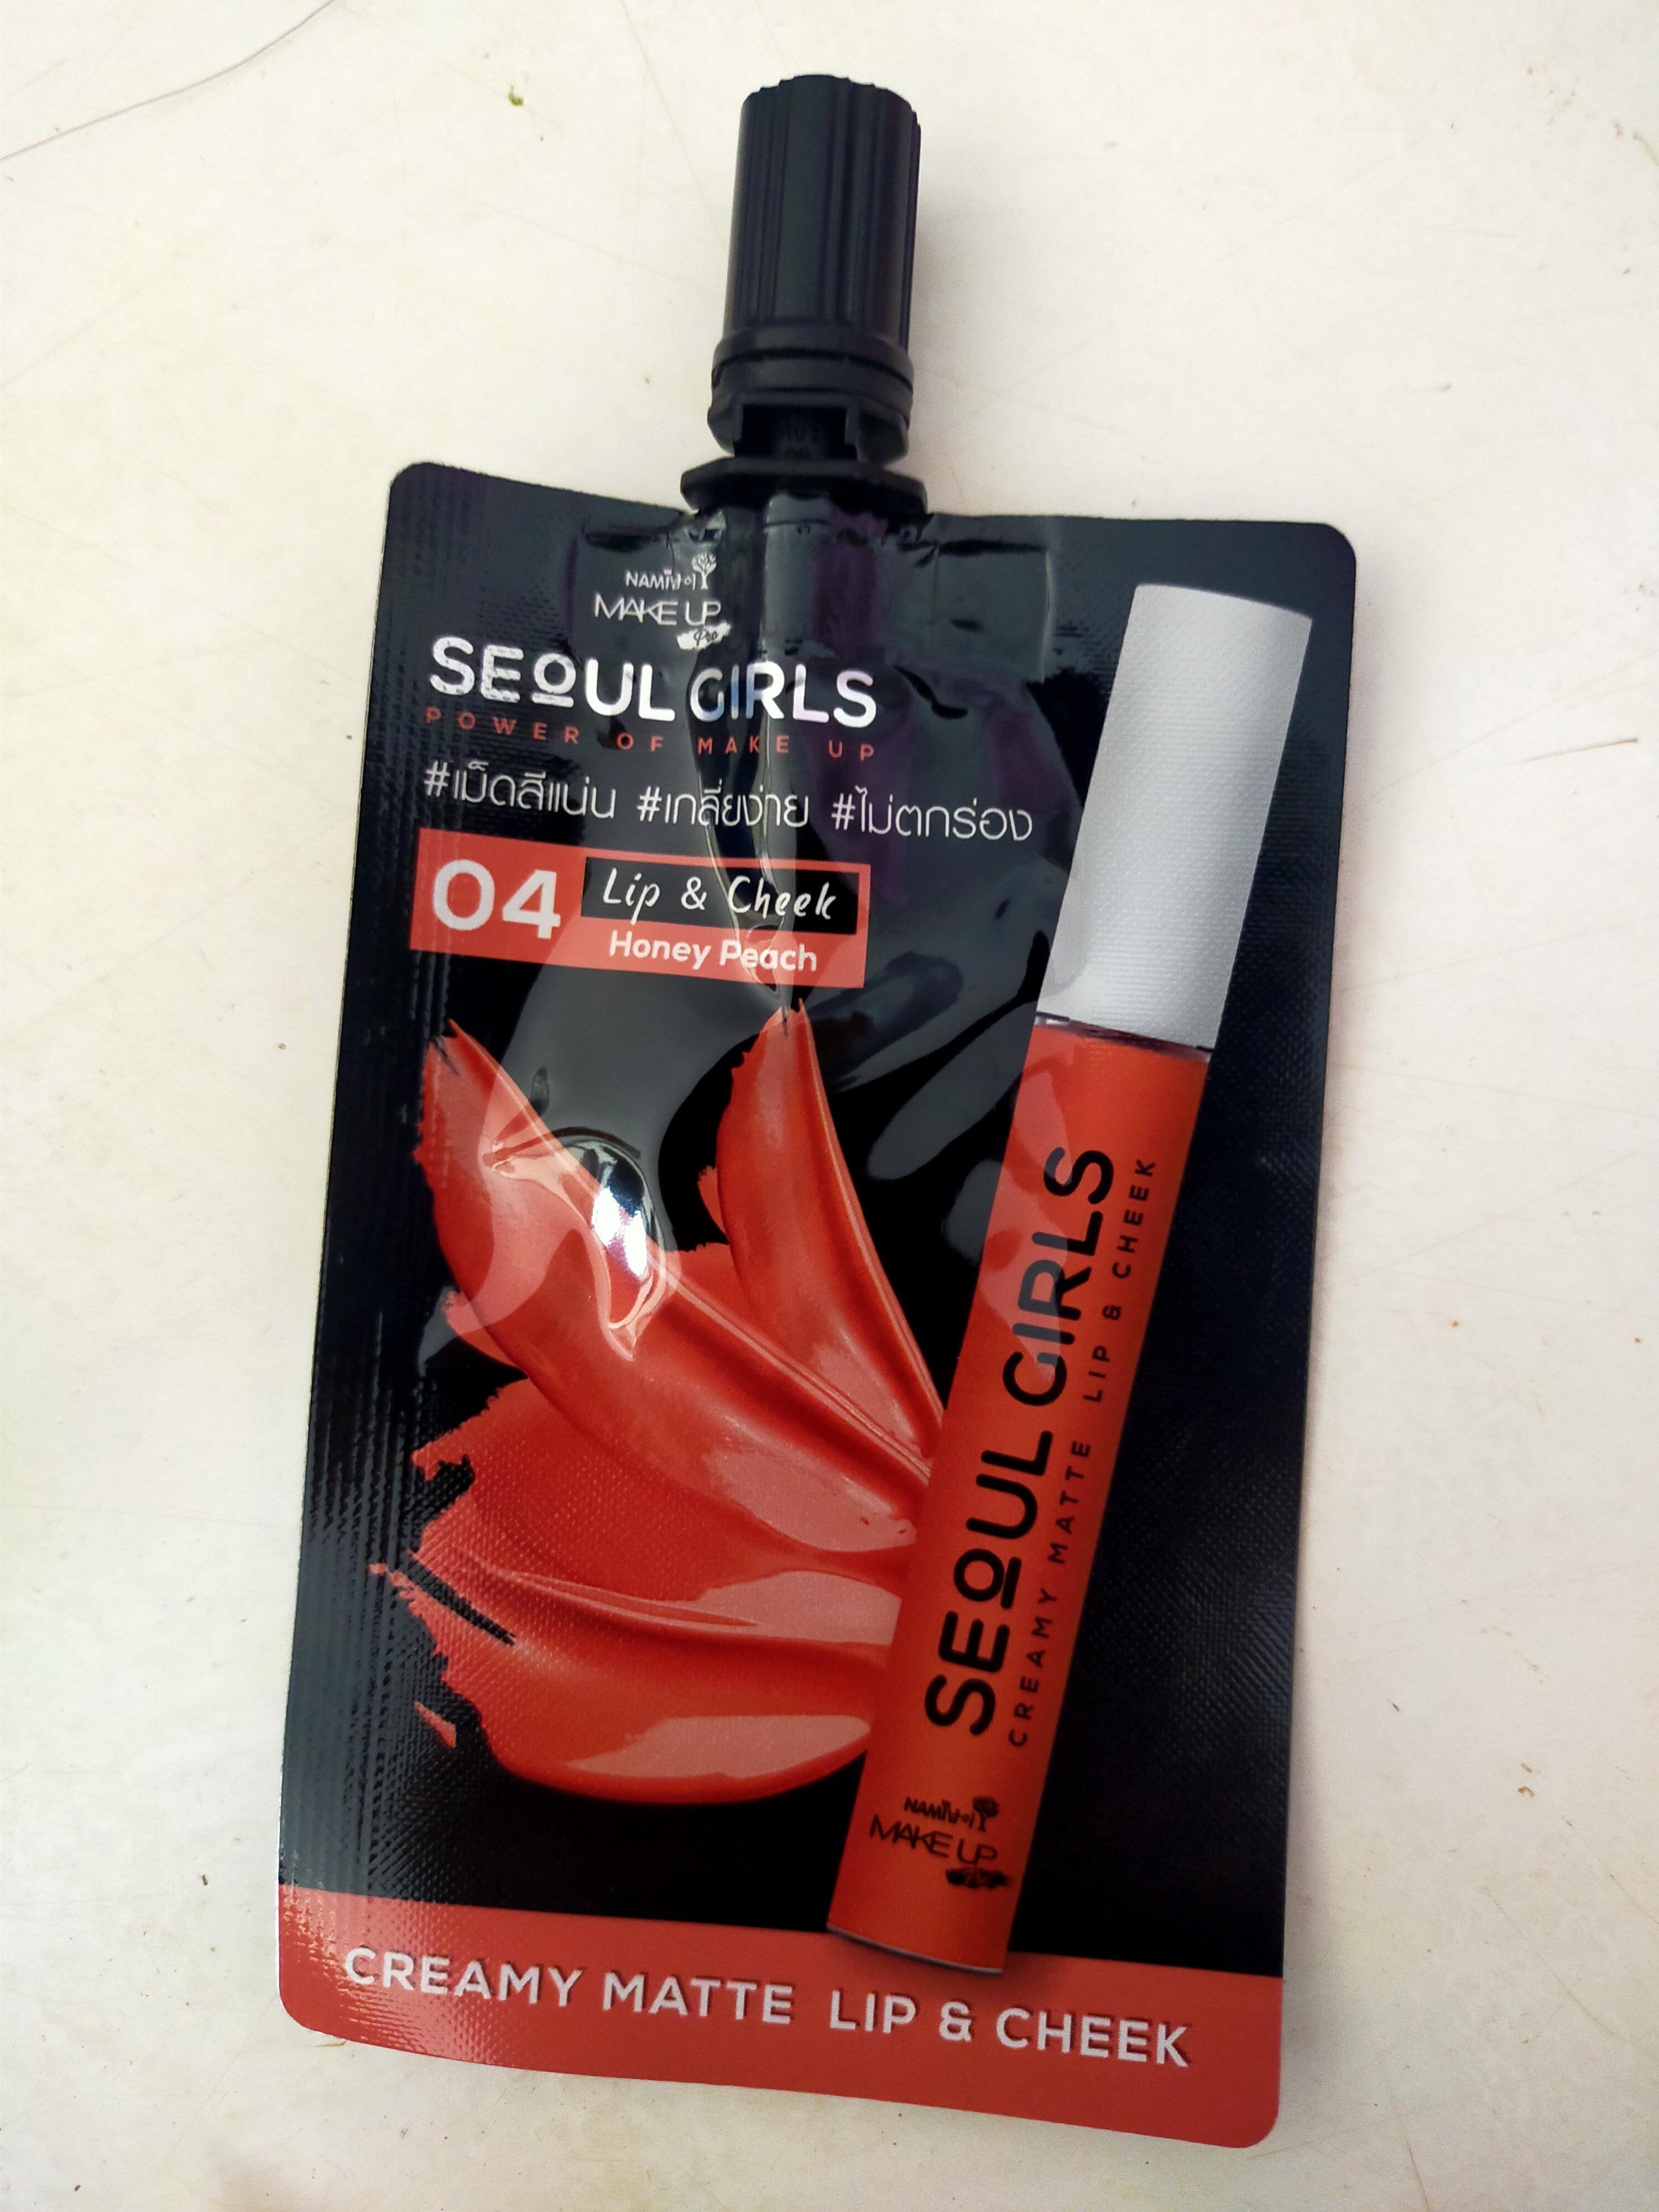 NAMI
MAKE UP
Pro
SEOUL GIRLS
POWER OF MAKE UP
#เม็ดสีแน่น #เกลี่ยง่าย #ไม่ตกร่อง
04 Lip & Cheek
Honey Peach
SEOUL GIRLS
CREAMY MATTE LIP & CHEEK
NAMI
MAKE UP
CREAMY MATTE LIP & CHEEK